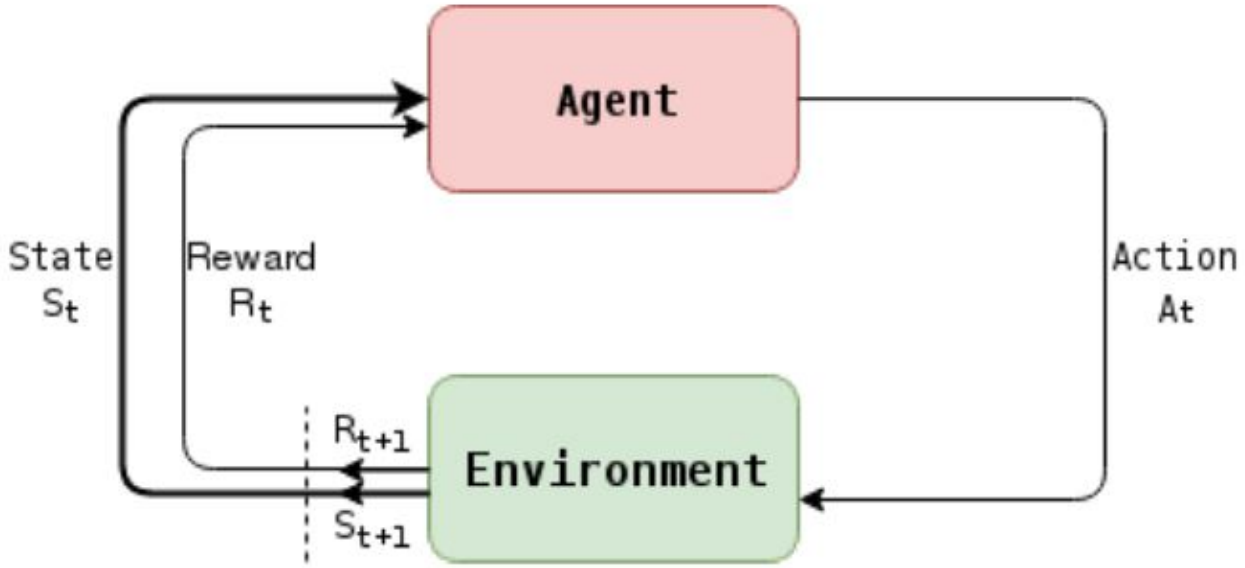 Agent
State
St
Reward
Rt
Action
At
Rt+1
Environment
St+1